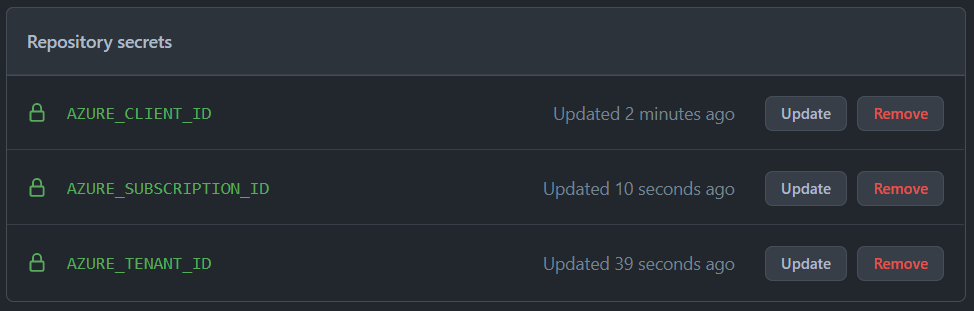 Repository secrets
AZURE_CLIENT_ID Updated 2 minutes ago Update Remove
AZURE_SUBSCRIPTION_ID Updated 10 seconds ago Update Remove
AZURE_TENANT_ID Updated 39 seconds ago Update Remove